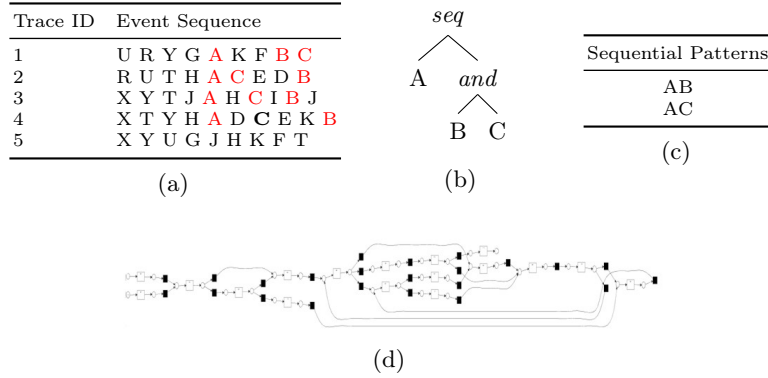 Trace ID Event Sequence
1 U R Y G A K F B C
2 R U T H A C E D B
3 X Y T J A H C I B J
4 X T Y H A D C E K B
5 X Y U G J H K F T
(a)
seq
A and
B C
(b)
Sequential Patterns
AB
AC
(c)
(d)